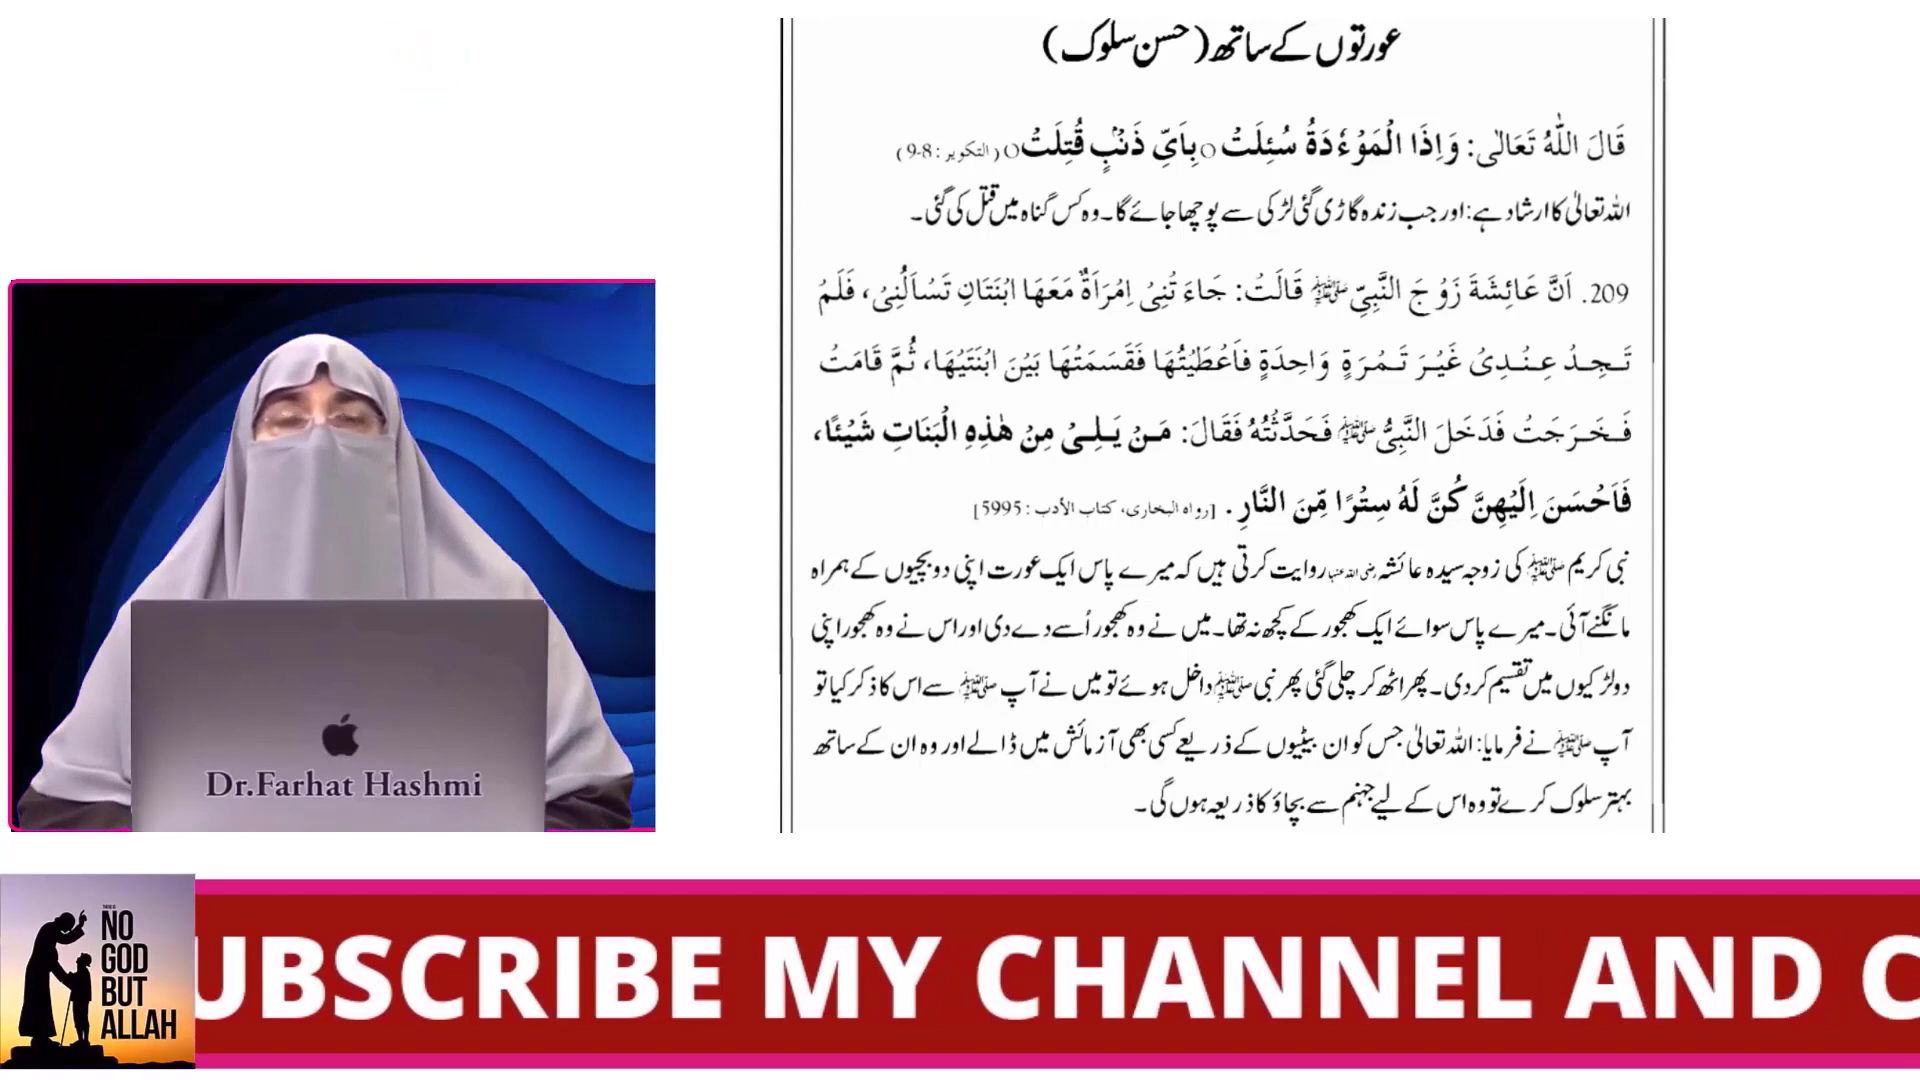 عورتوں کے ساتھ (حسن سلوک)
قَالَ اللّٰهُ تَعَالٰى: وَاِذَا الْمَوْءٗدَةُ سُئِلَتْ ○ بِاَيِّ ذَنْۢبٍ قُتِلَتْ ○ (التكوير: 8-9)
اللہ تعالیٰ کا ارشاد ہے: اور جب زندہ گاڑی گئی لڑکی سے پوچھا جائے گا۔ وہ کس گناہ میں قتل کی گئی۔
209. اَنَّ عَائِشَةَ زَوْجَ النَّبِيِّ ﷺ قَالَتْ: جَاءَ تْنِىْ اِمْرَاَةٌ مَعَهَا ابْنَتَانِ تَسْاَلُنِىْ، فَلَمْ
تَجِدْ عِنْدِىْ غَيْرَ تَمْرَةٍ وَاحِدَةٍ فَاَعْطَيْتُهَا فَقَسَمَتْهَا بَيْنَ ابْنَتَيْهَا، ثُمَّ قَامَتْ
فَخَرَجَتْ فَدَخَلَ النَّبِىُّ ﷺ فَحَدَّثْتُهُ فَقَالَ: مَنْ يَلِىْ مِنْ هٰذِهِ الْبَنَاتِ شَيْئًا،
فَاَحْسَنَ اِلَيْهِنَّ كُنَّ لَهُ سِتْرًا مِّنَ النَّارِ. [رواه البخارى، كتاب الأدب: 5995]
نبی کریم ﷺ کی زوجہ سیدہ عائشہ رضی اللہ عنہا روایت کرتی ہیں کہ میرے پاس ایک عورت اپنی دو بچیوں کے ہمراہ
مانگنے آئی۔ میرے پاس سوائے ایک کھجور کے کچھ نہ تھا۔ میں نے وہ کھجور اُسے دے دی اور اس نے وہ کھجور اپنی
دو لڑکیوں میں تقسیم کر دی۔ پھر اٹھ کر چلی گئی پھر نبی ﷺ داخل ہوئے تو میں نے آپ ﷺ سے اس کا ذکر کیا تو
آپ ﷺ نے فرمایا: اللہ تعالیٰ جس کو ان بیٹیوں کے ذریعے کسی بھی آزمائش میں ڈالے اور وہ ان کے ساتھ
بہتر سلوک کرے تو وہ اس کے لیے جہنم سے بچاؤ کا ذریعہ ہوں گی۔
Dr.Farhat Hashmi
NO
GOD
BUT
ALLAH
UBSCRIBE MY CHANNEL AND C